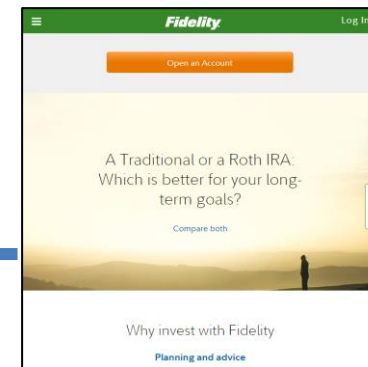 Fidelity
Log In
Open an Account
A Traditional or a Roth IRA:
Which is better for your long-
term goals?
Compare both
Why invest with Fidelity
Planning and advice